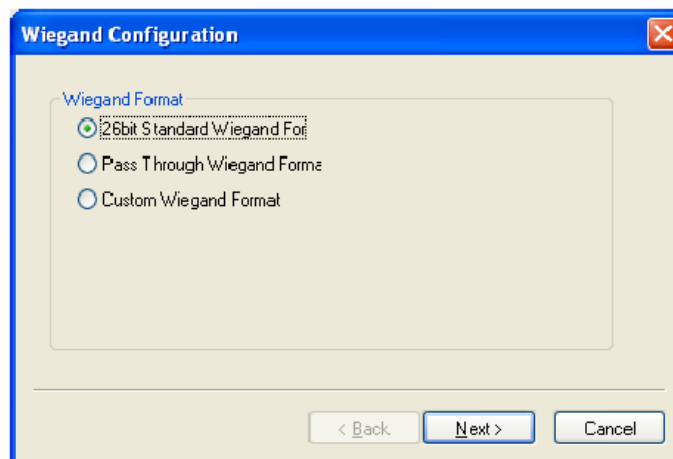 Wiegand Configuration
Wiegand Format
26bit Standard Wiegand For
Pass Through Wiegand Forma
Custom Wiegand Format
< Back
Next >
Cancel